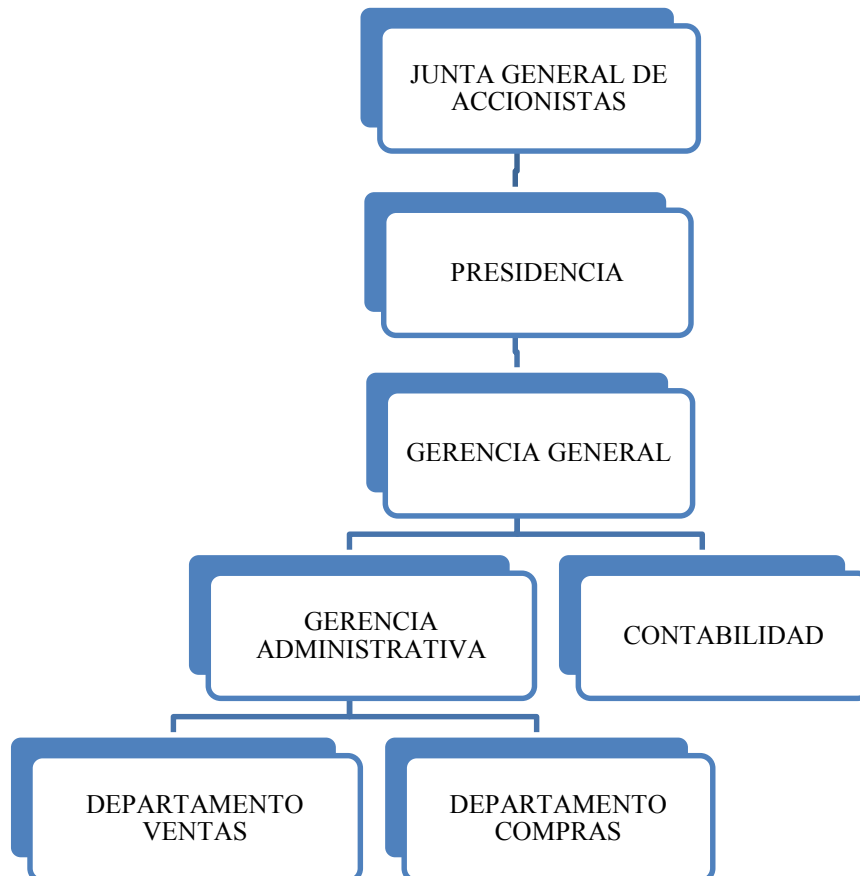 JUNTA GENERAL DE
ACCIONISTAS
PRESIDENCIA
GERENCIA GENERAL
GERENCIA
ADMINISTRATIVA
CONTABILIDAD
DEPARTAMENTO
VENTAS
DEPARTAMENTO
COMPRAS